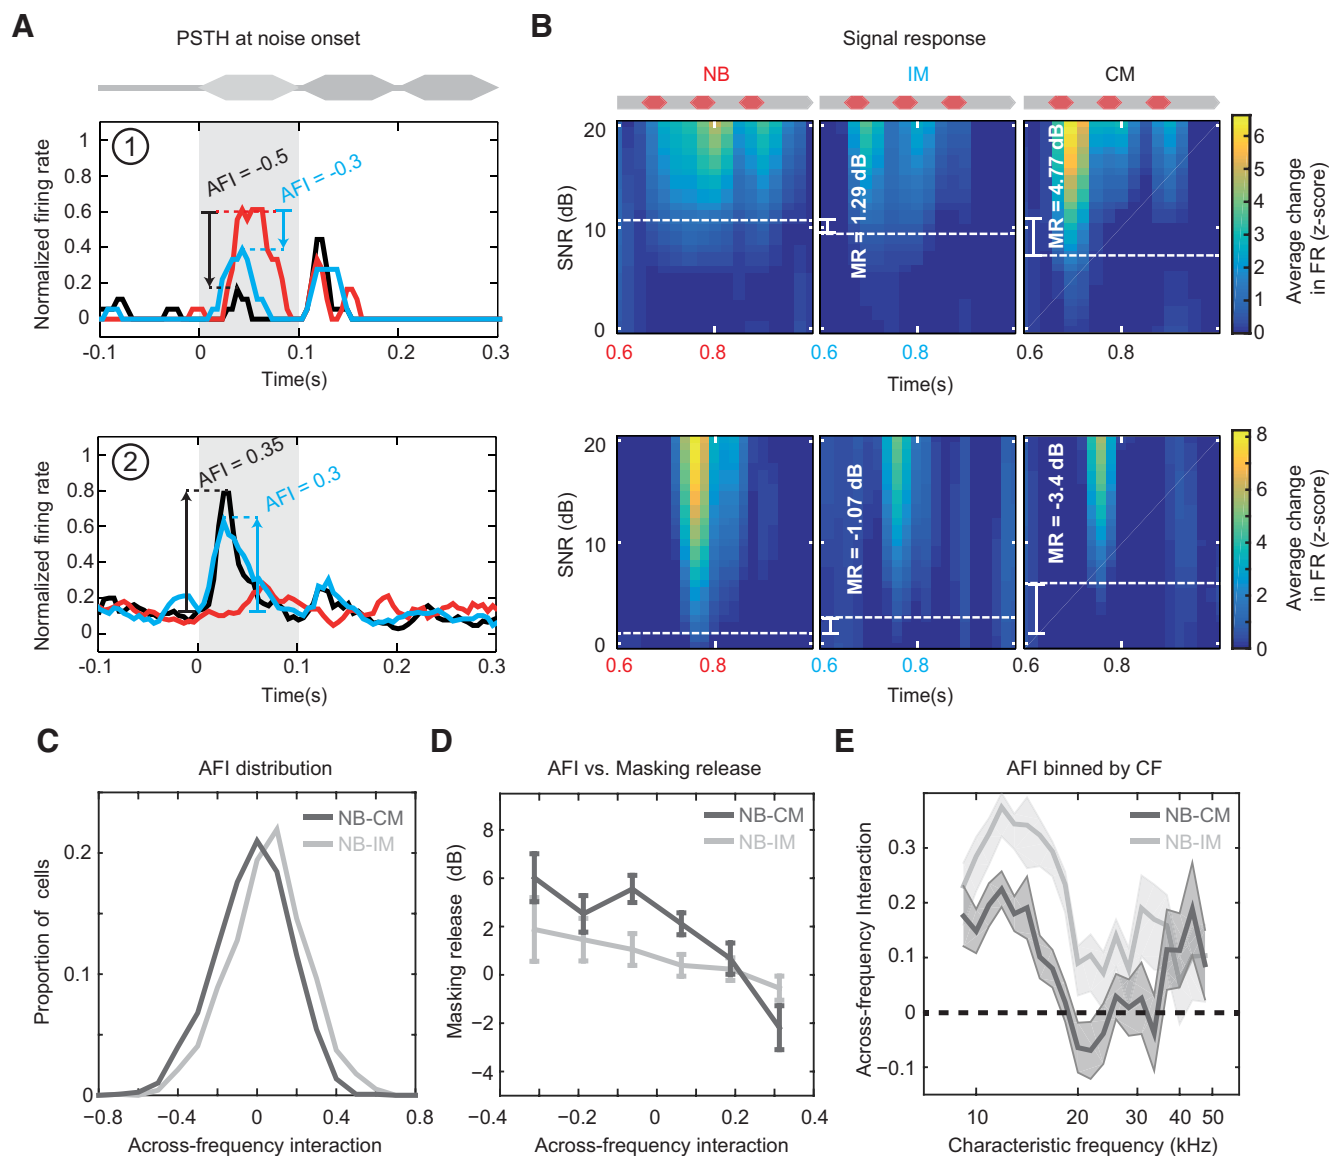 A
PSTH at noise onset
1
AFI = -0.5
AFI = -0.3
Normalized firing rate
1
0.8
0.6
0.4
0.2
0
-0.1
0
0.1
0.2
0.3
Time(s)
2
AFI = 0.35
AFI = 0.3
Normalized firing rate
1
0.8
0.6
0.4
0.2
0
-0.1
0
0.1
0.2
0.3
Time(s)
B
Signal response
NB
IM
CM
SNR (dB)
20
10
0
MR = 1.29 dB
MR = 4.77 dB
0.6
0.8
0.6
0.8
0.6
0.8
Time(s)
6
5
4
3
2
1
0
Average change
in FR (z-score)
SNR (dB)
20
10
0
MR = -1.07 dB
MR = -3.4 dB
0.6
0.8
0.6
0.8
0.6
0.8
Time(s)
8
6
4
2
0
Average change
in FR (z-score)
C
AFI distribution
NB-CM
NB-IM
Proportion of cells
0.2
0.1
0
−0.8
−0.4
0
0.4
0.8
Across-frequency interaction
D
AFI vs. Masking release
NB-CM
NB-IM
Masking release (dB)
8
6
2
0
−2
−4
−0.4
−0.2
0
0.2
0.4
Across-frequency interaction
E
AFI binned by CF
NB-CM
NB-IM
Across-frequency Interaction
0.3
0.2
0.1
0
−0.1
10
20
30
40
50
Characteristic frequency (kHz)